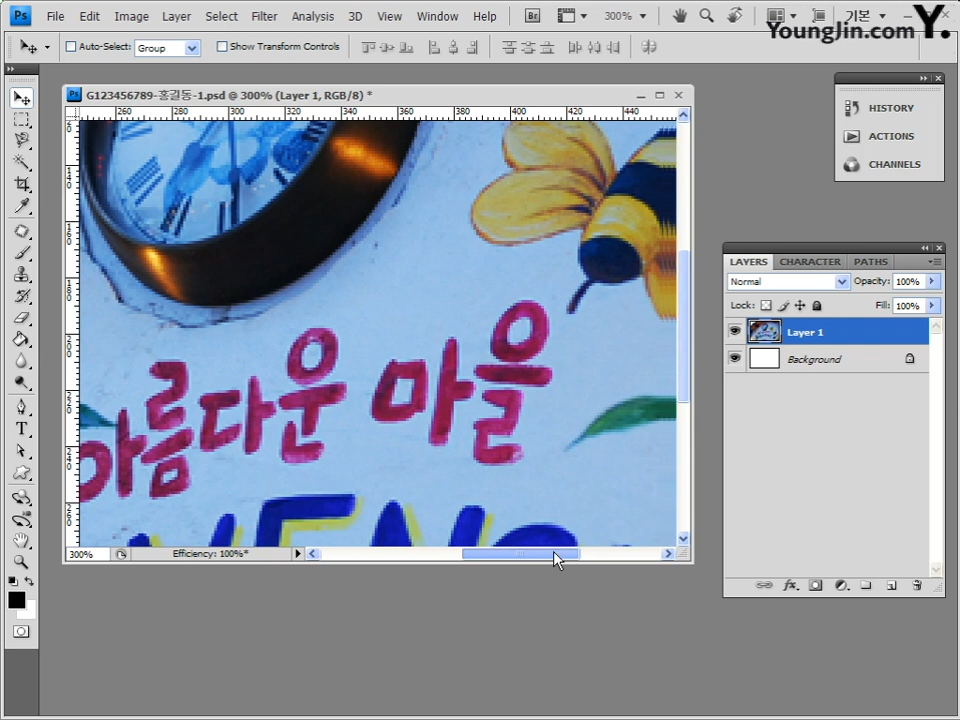 Ps File Edit Image Layer Select Filter Analysis 3D View Window Help Br 300% 기본
YoungJin.com Y.
Auto-Select: Group Show Transform Controls
G123456789-홍길동-1.psd @ 300% (Layer 1, RGB/8) *
260 280 300 320 340 360 380 400 420 440
HISTORY
ACTIONS
CHANNELS
LAYERS CHARACTER PATHS
Normal Opacity: 100%
Lock: Fill: 100%
Layer 1
Background
아름다운 마을
300% Efficiency: 100%*